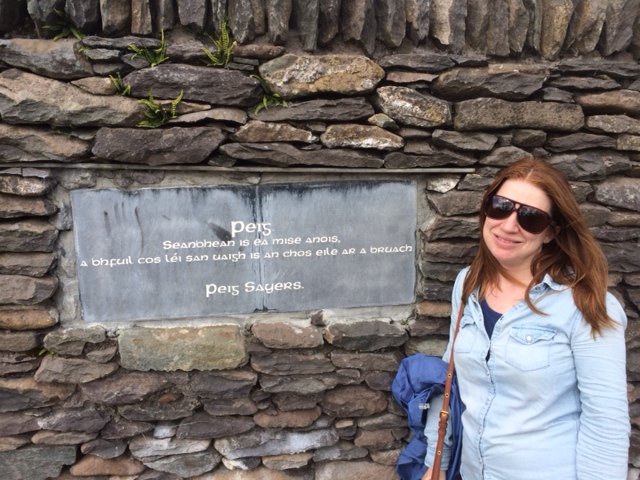 Peig
Seanbhean is ea mise anois,
a bhfuil cos léi san uaigh is an chos eile ar a bruach
Peig Sayers.